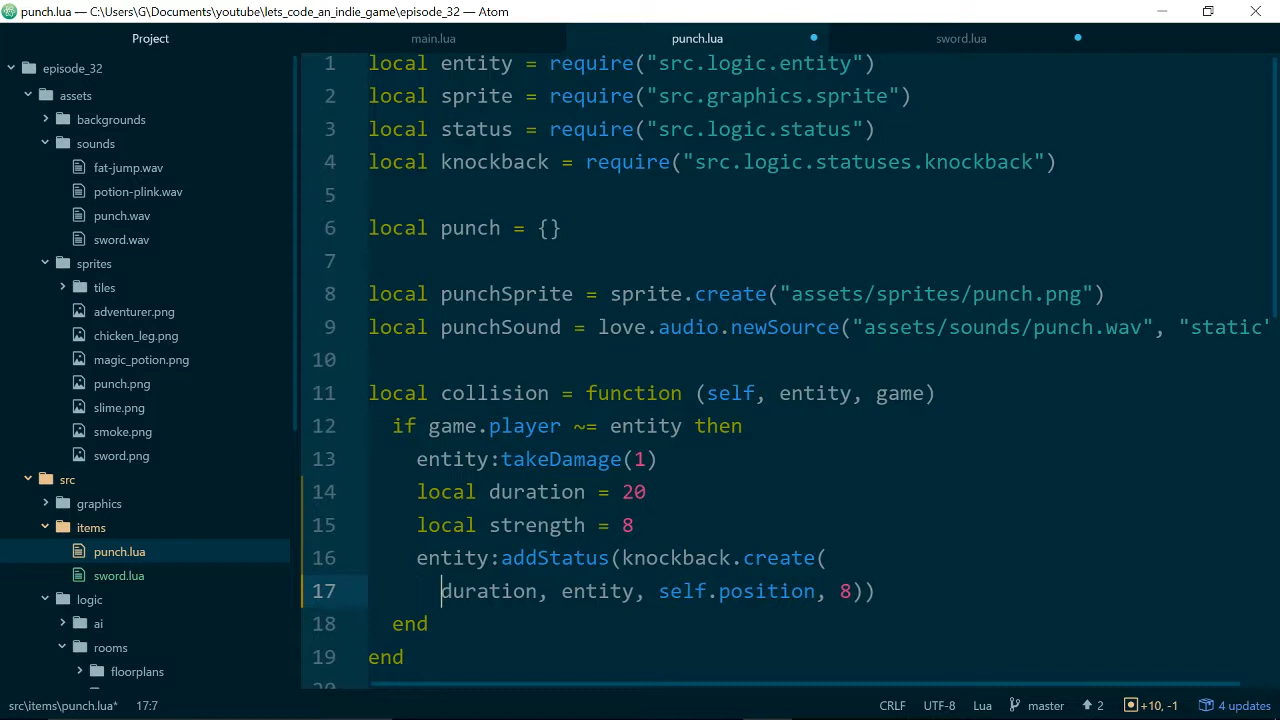 punch.lua — C:\Users\G\Documents\youtube\lets_code_an_indie_game\episode_32 — Atom
Project
main.lua
punch.lua
sword.lua
episode_32
assets
backgrounds
sounds
fat-jump.wav
potion-plink.wav
punch.wav
sword.wav
sprites
tiles
adventurer.png
chicken_leg.png
magic_potion.png
punch.png
slime.png
smoke.png
sword.png
src
graphics
items
punch.lua
sword.lua
logic
ai
rooms
floorplans
1 local entity = require("src.logic.entity")
2 local sprite = require("src.graphics.sprite")
3 local status = require("src.logic.status")
4 local knockback = require("src.logic.statuses.knockback")
5
6 local punch = {}
7
8 local punchSprite = sprite.create("assets/sprites/punch.png")
9 local punchSound = love.audio.newSource("assets/sounds/punch.wav", "static"
10
11 local collision = function (self, entity, game)
12 if game.player ~= entity then
13 entity:takeDamage(1)
14 local duration = 20
15 local strength = 8
16 entity:addStatus(knockback.create(
17 duration, entity, self.position, 8))
18 end
19 end
src\items\punch.lua* 17:7 CRLF UTF-8 Lua master 2 +10, -1 4 updates